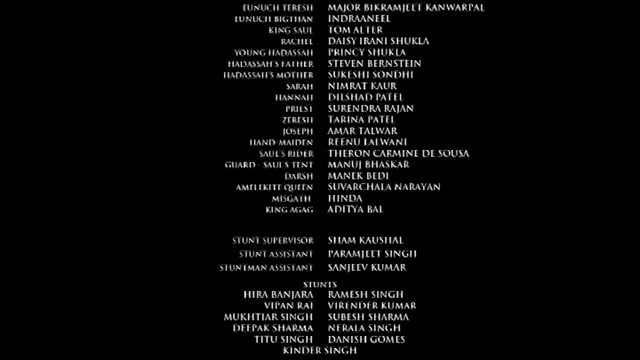 EUNUCH TERESH MAJOR BIKRAMJEET KANWARPAL
EUNUCH BIGTHAN INDRAANEEL
KING SAUL TOM ALTER
RACHEL DAISY IRANI SHUKLA
YOUNG HADASSAH PRINCY SHUKLA
HADASSAH'S FATHER STEVEN BERNSTEIN
HADASSAH'S MOTHER SUKESHI SONDHI
SARAH NIMRAT KAUR
HANNAH DILSHAD PATEL
PRIEST SURENDRA RAJAN
ZERESH TARINA PATEL
JOSEPH AMAR TALWAR
HAND-MAIDEN REENU LALWANI
SAUL'S RIDER THERON CARMINE DE SOUSA
GUARD - SAUL'S TENT MANUJ BHASKAR
DARSH MANEK BEDI
AMELEKITE QUEEN SUVARCHALA NARAYAN
MISGATH HINDA
KING AGAG ADITYA BAL
STUNT SUPERVISOR SHAM KAUSHAL
STUNT ASSISTANT PARAMJEET SINGH
STUNTMAN ASSISTANT SANJEEV KUMAR
STUNTS
HIRA BANJARA RAMESH SINGH
VIPAN RAI VIRENDER KUMAR
MUKHTIAR SINGH SUBESH SHARMA
DEEPAK SHARMA NERALA SINGH
TITU SINGH DANISH GOMES
KINDER SINGH